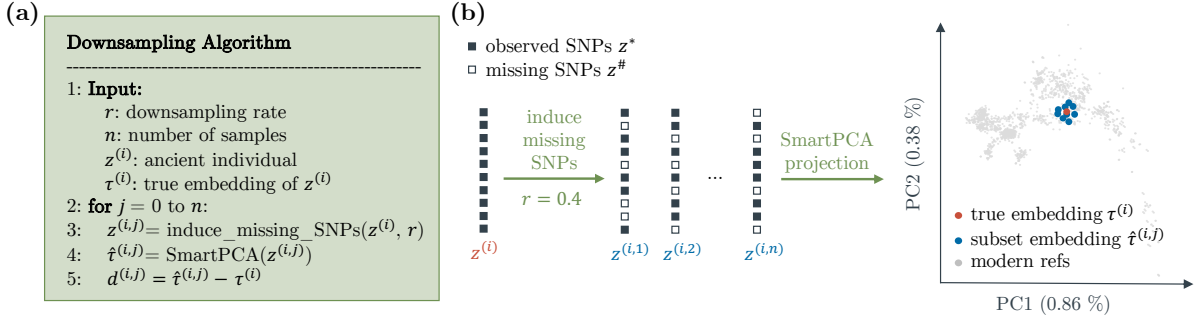 (a)
Downsampling Algorithm
1: Input:
r: downsampling rate
n: number of samples
z^(i): ancient individual
τ^(i): true embedding of z^(i)
2: for j = 0 to n:
3: z^(i,j)= induce_missing_SNPs(z^(i), r)
4: τ̂^(i,j)= SmartPCA(z^(i,j))
5: d^(i,j) = τ̂^(i,j) − τ^(i)
(b)
observed SNPs z*
missing SNPs z^#
induce
missing
SNPs
r = 0.4
z^(i)
z^(i,1)
z^(i,2)
...
z^(i,n)
SmartPCA
projection
PC2 (0.38 %)
true embedding τ^(i)
subset embedding τ̂^(i,j)
modern refs
PC1 (0.86 %)